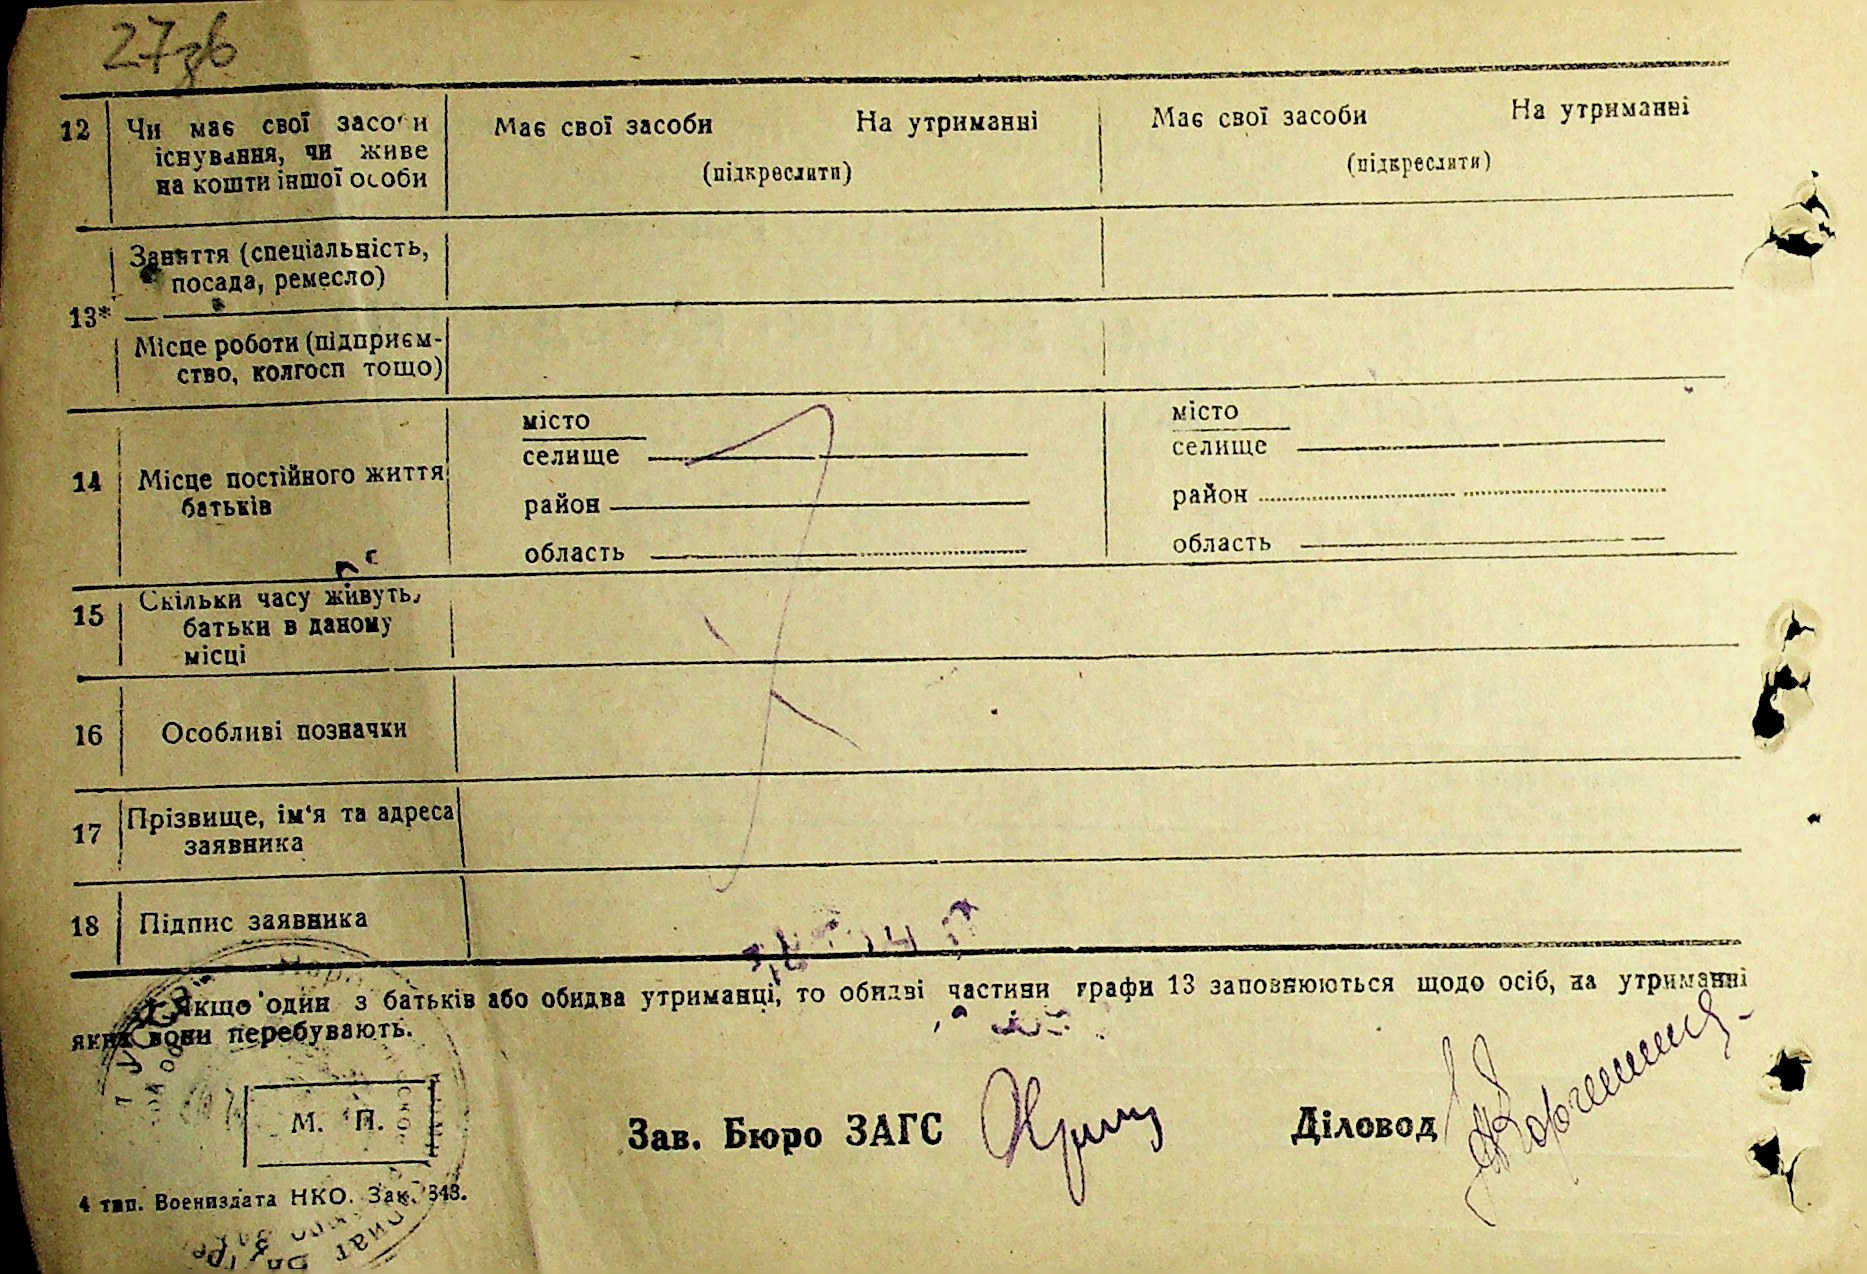 27зв
12 Чи має свої засоби Має свої засоби На утриманні Має свої засоби На утриманні
існування, чи живе (підкреслити) (підкреслити)
на кошти іншої особи
Заняття (спеціальність,
посада, ремесло)
13*
Місце роботи (підприєм-
ство, колгосп тощо)
місто місто
селище селище
14 Місце постійного життя район район
батьків
область область
15 Скільки часу живуть
батьки в даному
місці
16 Особливі позначки
17 Прізвище, ім'я та адреса
заявника
18 Підпис заявника
Якщо один з батьків або обидва утриманці, то обидві частини графи 13 заповнюються щодо осіб, на утриманні
яких вони перебувають.
М. П. Зав. Бюро ЗАГС Діловод
4 тип. Воениздата НКО. Зак. 348.